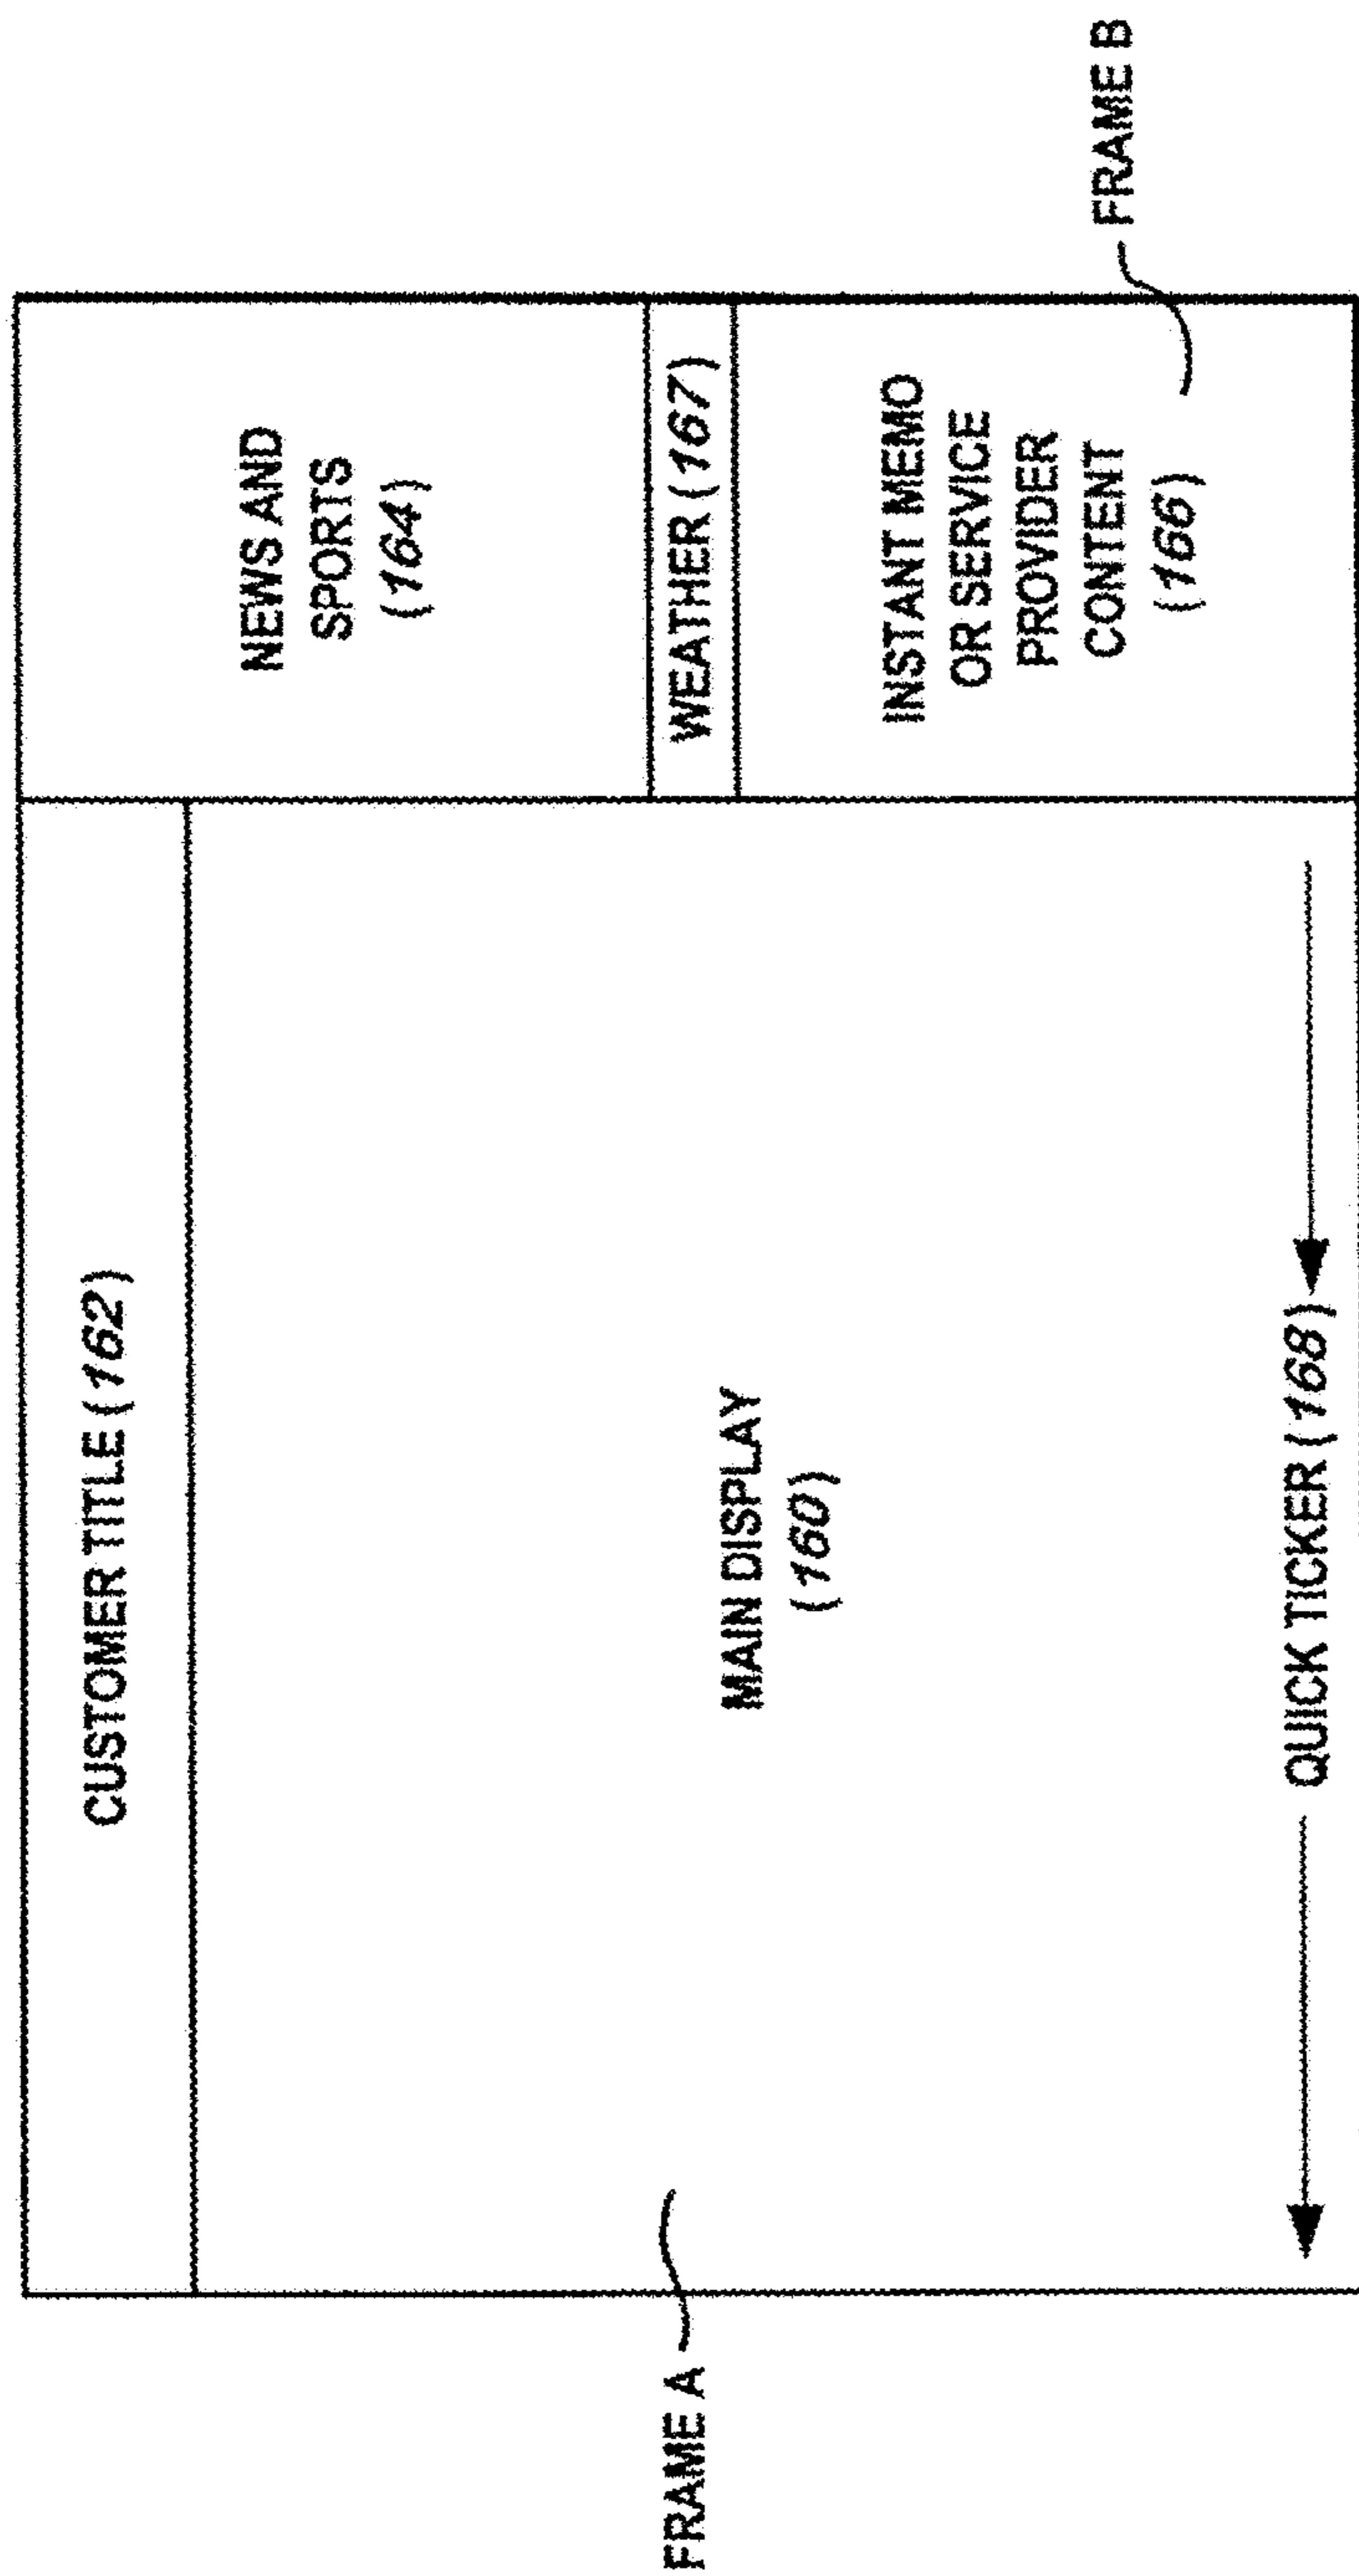 CUSTOMER TITLE (162)
NEWS AND
SPORTS
(164)
WEATHER (167)
MAIN DISPLAY
(160)
INSTANT MEMO
OR SERVICE
PROVIDER
CONTENT
(166)
QUICK TICKER (168)
FRAME A
FRAME B